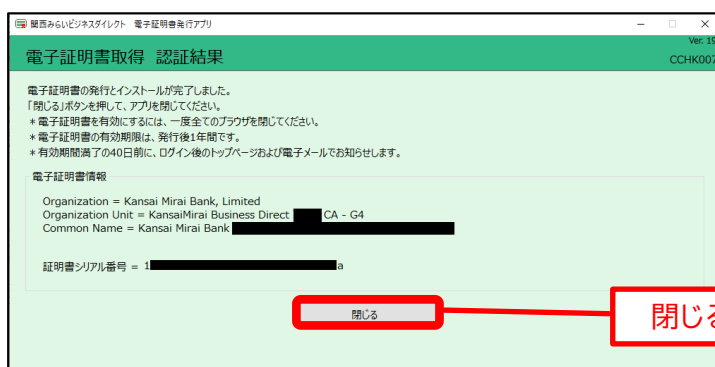 関西みらいビジネスダイレクト 電子証明書発行アプリ
Ver. 19
電子証明書取得 認証結果
CCHK007
電子証明書の発行とインストールが完了しました。
「閉じる」ボタンを押して、アプリを閉じてください。
＊電子証明書を有効にするには、一度全てのブラウザを閉じてください。
＊電子証明書の有効期限は、発行後1年間です。
＊有効期間満了の40日前に、ログイン後のトップページおよび電子メールでお知らせします。
電子証明書情報
Organization = Kansai Mirai Bank, Limited
Organization Unit = KansaiMirai Business Direct CA - G4
Common Name = Kansai Mirai Bank
証明書シリアル番号 = 1 a
閉じる
閉じる